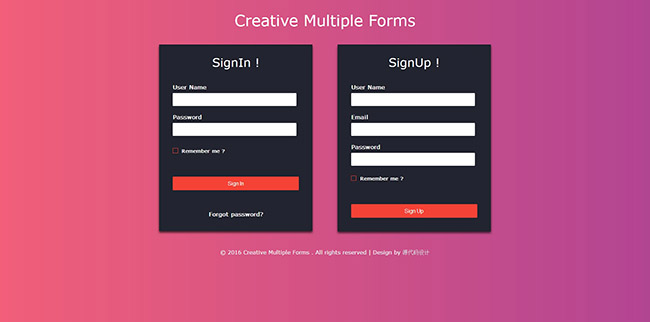 Creative Multiple Forms
SignIn !
User Name
Password
Remember me ?
Sign In
Forgot password?
SignUp !
User Name
Email
Password
Remember me ?
Sign Up
© 2016 Creative Multiple Forms . All rights reserved | Design by